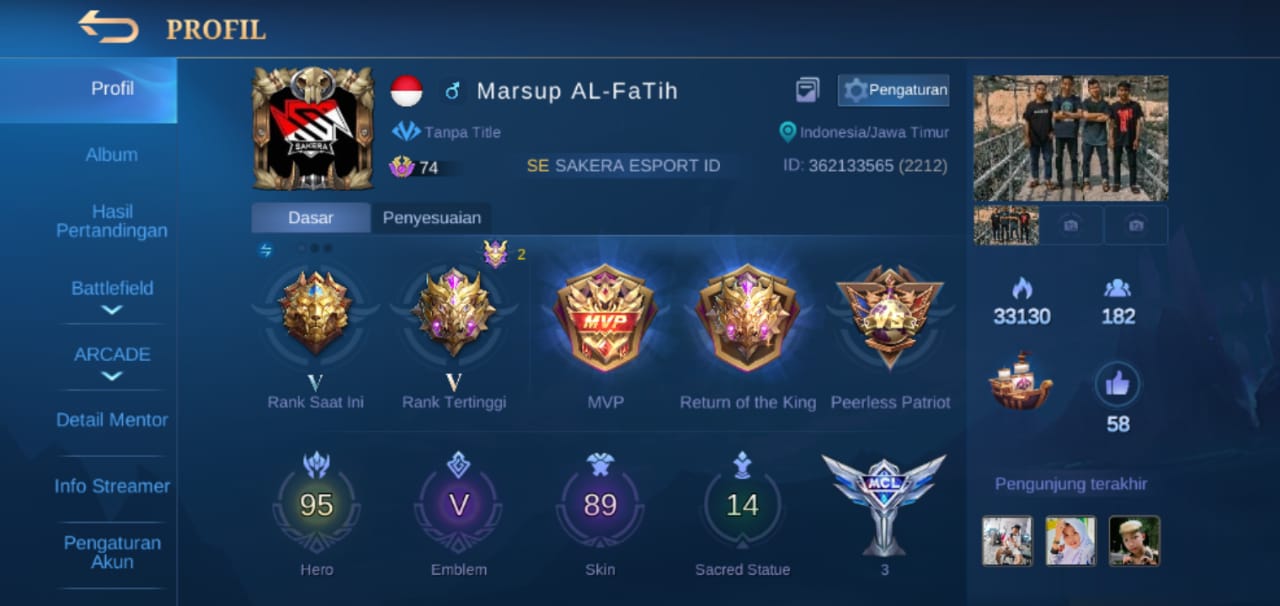 PROFIL
Profil
Album
Hasil
Pertandingan
Battlefield
ARCADE
Detail Mentor
Info Streamer
Pengaturan
Akun
SAKERA
Marsup AL-FaTih
Pengaturan
Tanpa Title
Indonesia/Jawa Timur
74
SE SAKERA ESPORT ID
ID: 362133565 (2212)
Dasar
Penyesuaian
2
MVP
VS
V
V
Rank Saat Ini
Rank Tertinggi
MVP
Return of the King
Peerless Patriot
95
V
89
14
MCL
Hero
Emblem
Skin
Sacred Statue
3
33130
182
58
Pengunjung terakhir